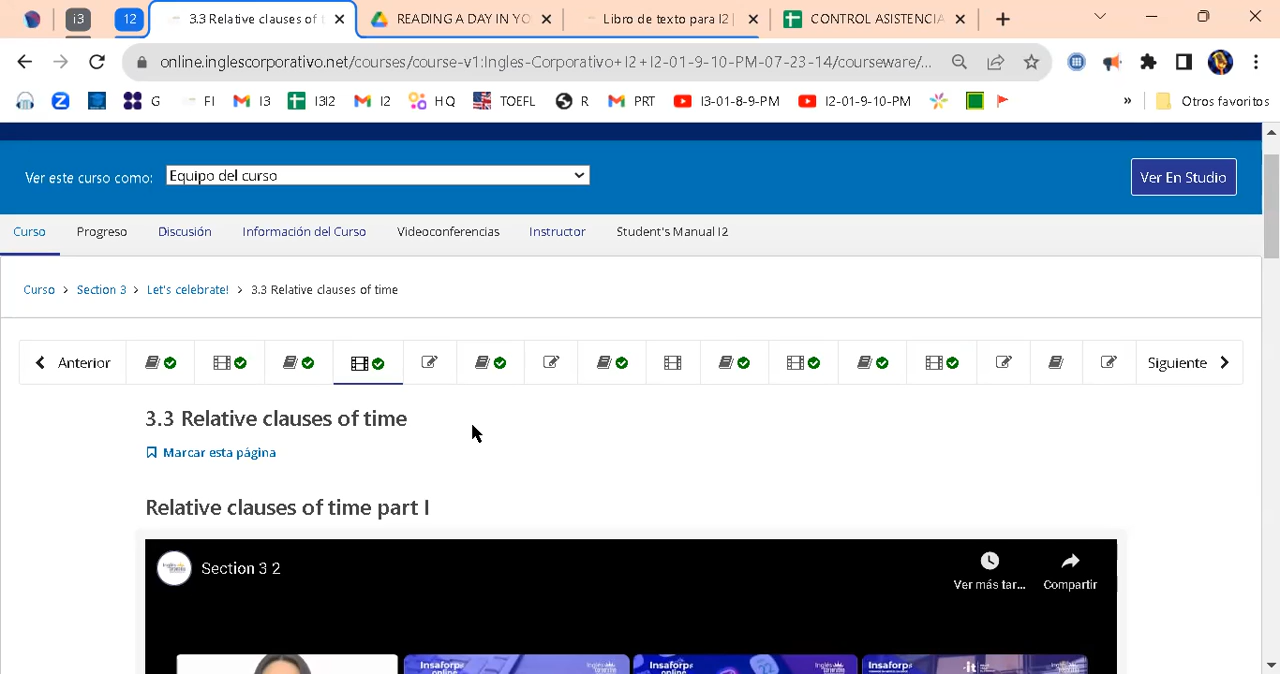 i3
12
3.3 Relative clauses of t
READING A DAY IN YO
Libro de texto para I2 |
CONTROL ASISTENCIA
online.inglescorporativo.net/courses/course-v1:Ingles-Corporativo+I2+I2-01-9-10-PM-07-23-14/courseware/...
G
FI
I3
I3I2
I2
HQ
TOEFL
R
PRT
I3-01-8-9-PM
I2-01-9-10-PM
»
Otros favoritos
Ver este curso como:
Equipo del curso
Ver En Studio
Curso
Progreso
Discusión
Información del Curso
Videoconferencias
Instructor
Student's Manual I2
Curso > Section 3 > Let's celebrate! > 3.3 Relative clauses of time
Anterior
Siguiente
3.3 Relative clauses of time
Marcar esta página
Relative clauses of time part I
Section 3 2
Ver más tar...
Compartir
Insaforp
online
Insaforp
online
Insaforp
online